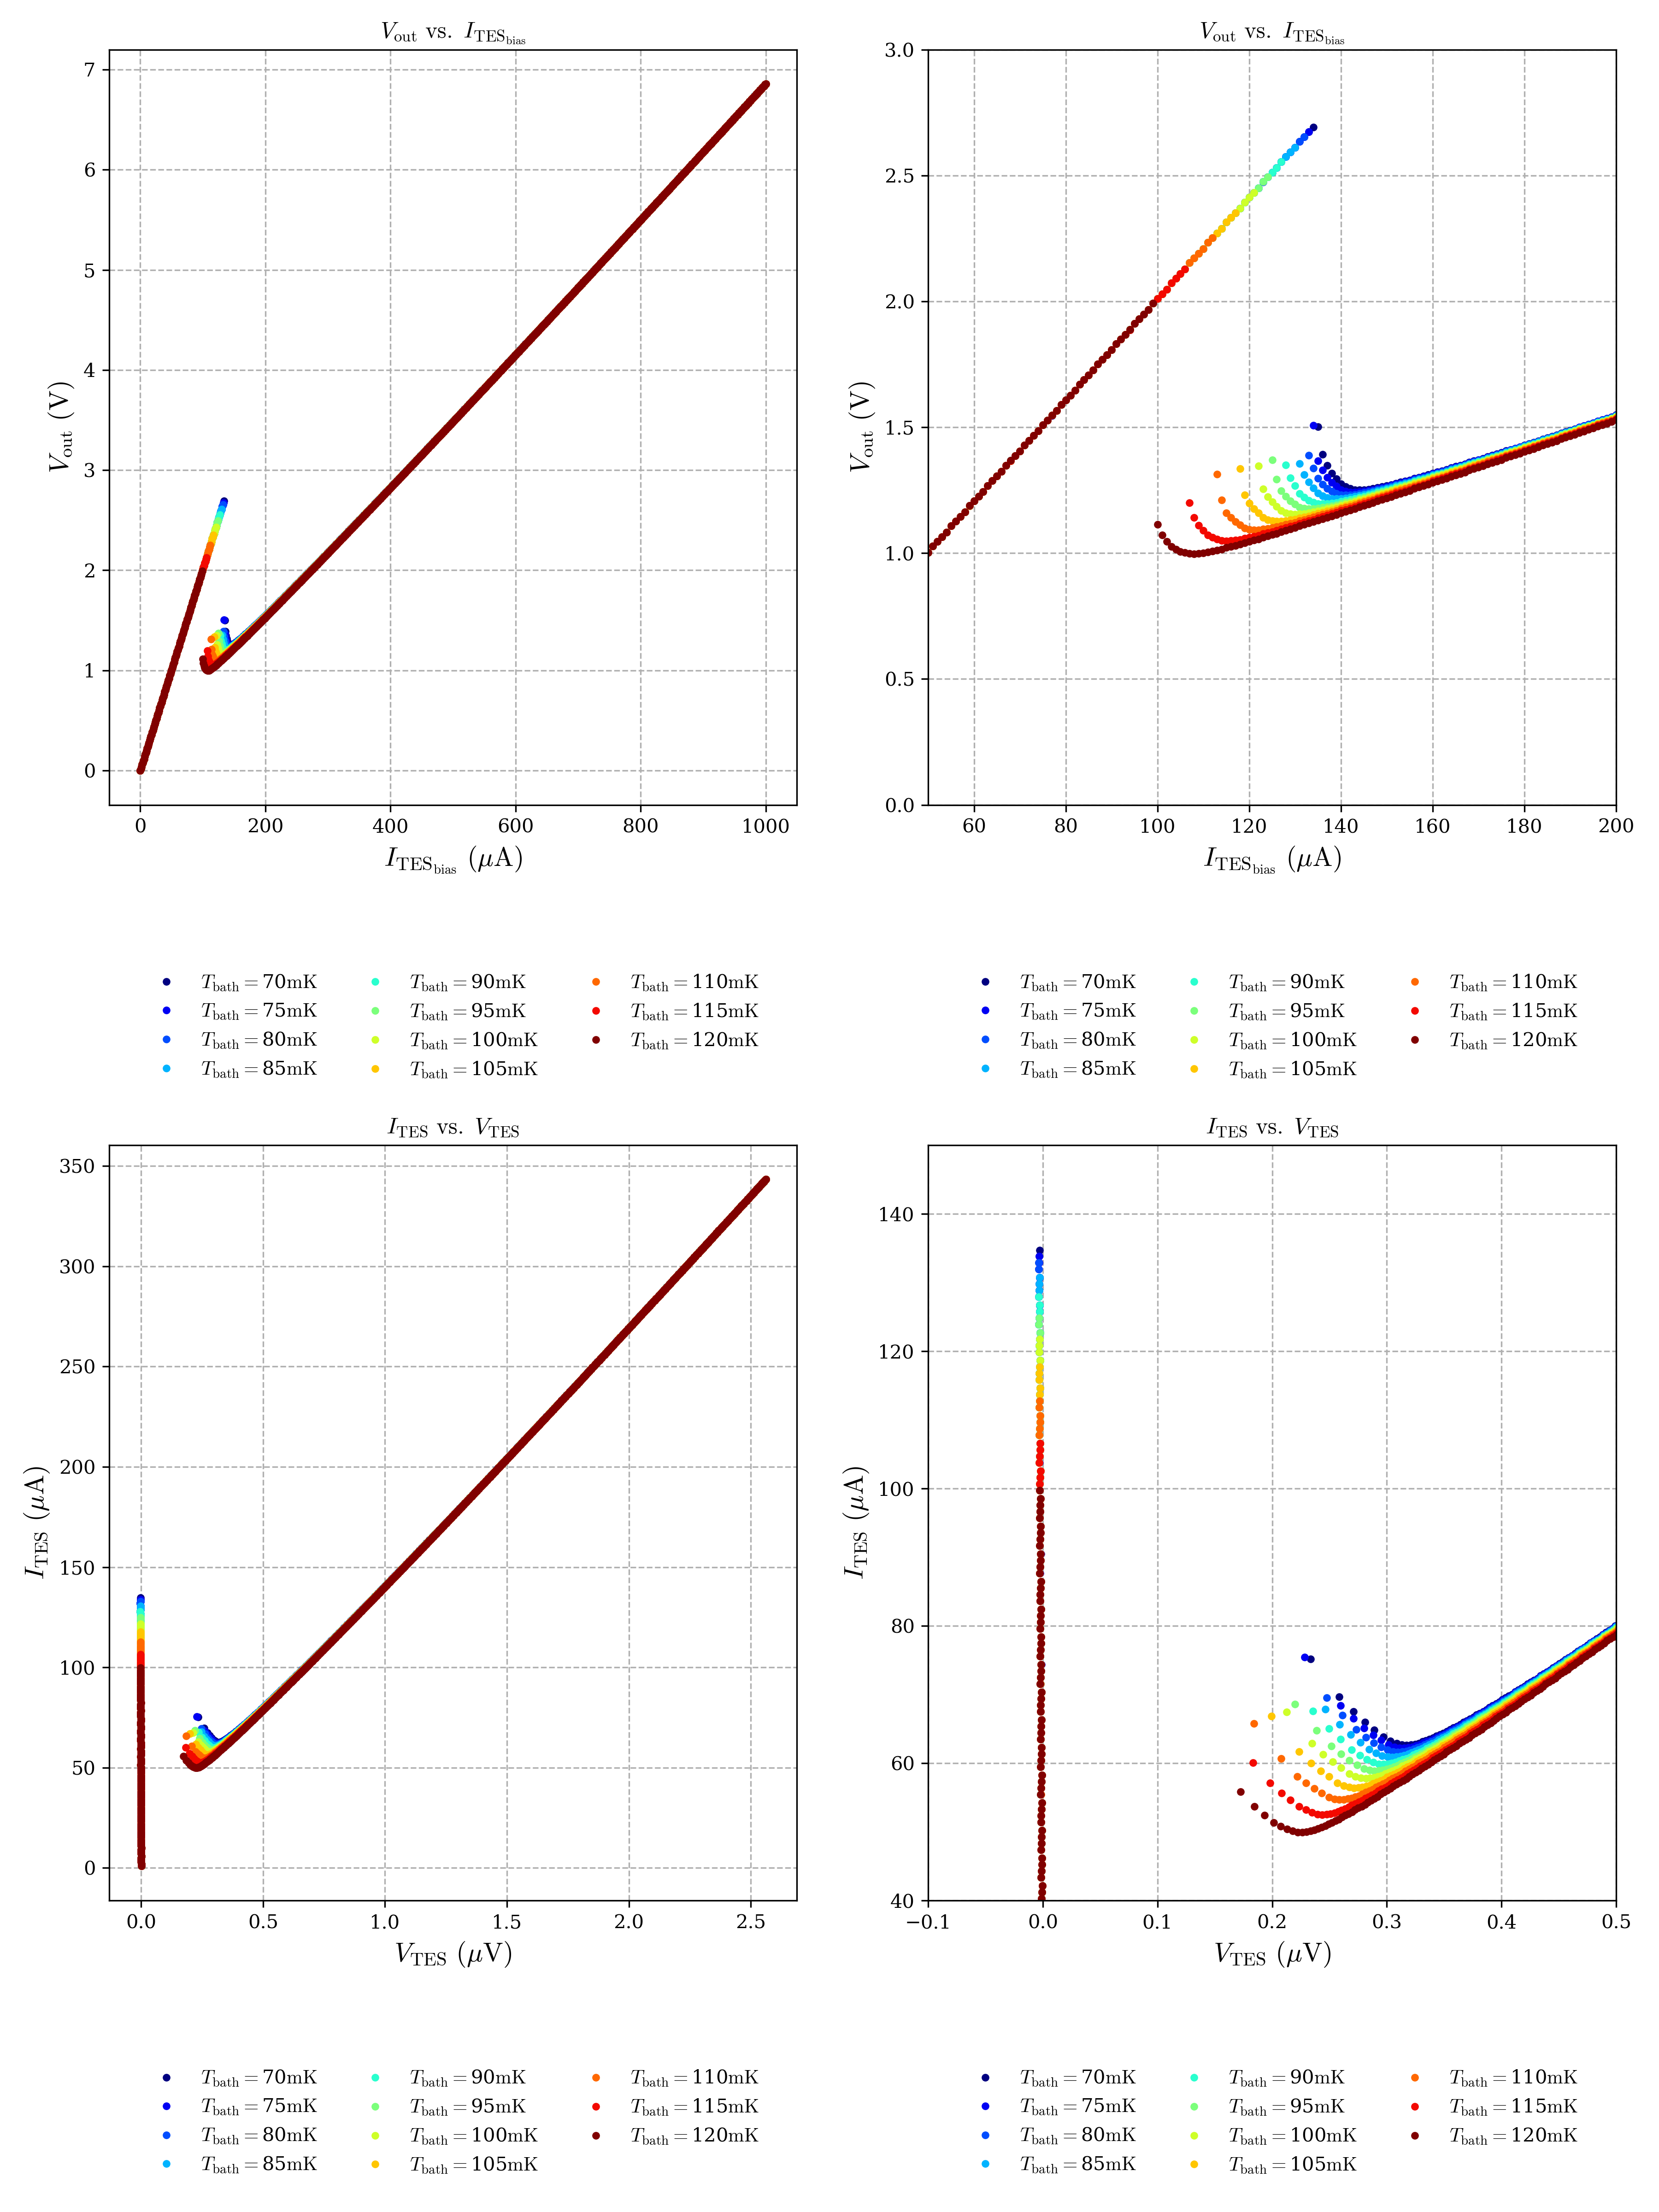 V_out vs. I_TES_bias
V_out vs. I_TES_bias
7
6
5
4
3
2
1
0
V_out (V)
0 200 400 600 800 1000
I_TES_bias (μA)
3.0
2.5
2.0
1.5
1.0
0.5
0.0
V_out (V)
60 80 100 120 140 160 180 200
I_TES_bias (μA)
T_bath = 70mK
T_bath = 75mK
T_bath = 80mK
T_bath = 85mK
T_bath = 90mK
T_bath = 95mK
T_bath = 100mK
T_bath = 105mK
T_bath = 110mK
T_bath = 115mK
T_bath = 120mK
T_bath = 70mK
T_bath = 75mK
T_bath = 80mK
T_bath = 85mK
T_bath = 90mK
T_bath = 95mK
T_bath = 100mK
T_bath = 105mK
T_bath = 110mK
T_bath = 115mK
T_bath = 120mK
I_TES vs. V_TES
I_TES vs. V_TES
350
300
250
200
150
100
50
0
I_TES (μA)
0.0 0.5 1.0 1.5 2.0 2.5
V_TES (μV)
140
120
100
80
60
40
I_TES (μA)
−0.1 0.0 0.1 0.2 0.3 0.4 0.5
V_TES (μV)
T_bath = 70mK
T_bath = 75mK
T_bath = 80mK
T_bath = 85mK
T_bath = 90mK
T_bath = 95mK
T_bath = 100mK
T_bath = 105mK
T_bath = 110mK
T_bath = 115mK
T_bath = 120mK
T_bath = 70mK
T_bath = 75mK
T_bath = 80mK
T_bath = 85mK
T_bath = 90mK
T_bath = 95mK
T_bath = 100mK
T_bath = 105mK
T_bath = 110mK
T_bath = 115mK
T_bath = 120mK